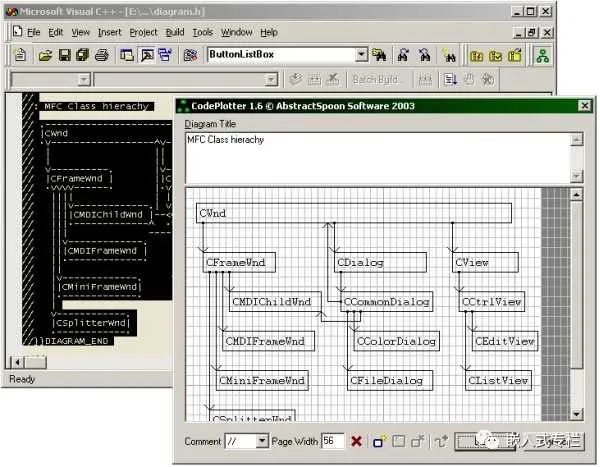 Microsoft Visual C++ - [E:\...\diagram.h]
File Edit View Insert Project Build Tools Window Help
ButtonListBox
Batch Build...
//: MFC Class hierachy
CWnd
CFrameWnd
CMDIChildWnd
CMDIFrameWnd
CMiniFrameWnd
CSplitterWnd
//}}DIAGRAM_END
Ready
CodePlotter 1.6 © AbstractSpoon Software 2003
Diagram Title
MFC Class hierachy
CWnd
CFrameWnd CDialog CView
CMDIChildWnd CCommonDialog CCtrlView
CMDIFrameWnd CColorDialog CEditView
CMiniFrameWnd CFileDialog CListView
CSplitterWnd
Comment // Page Width 56
嵌入式专栏